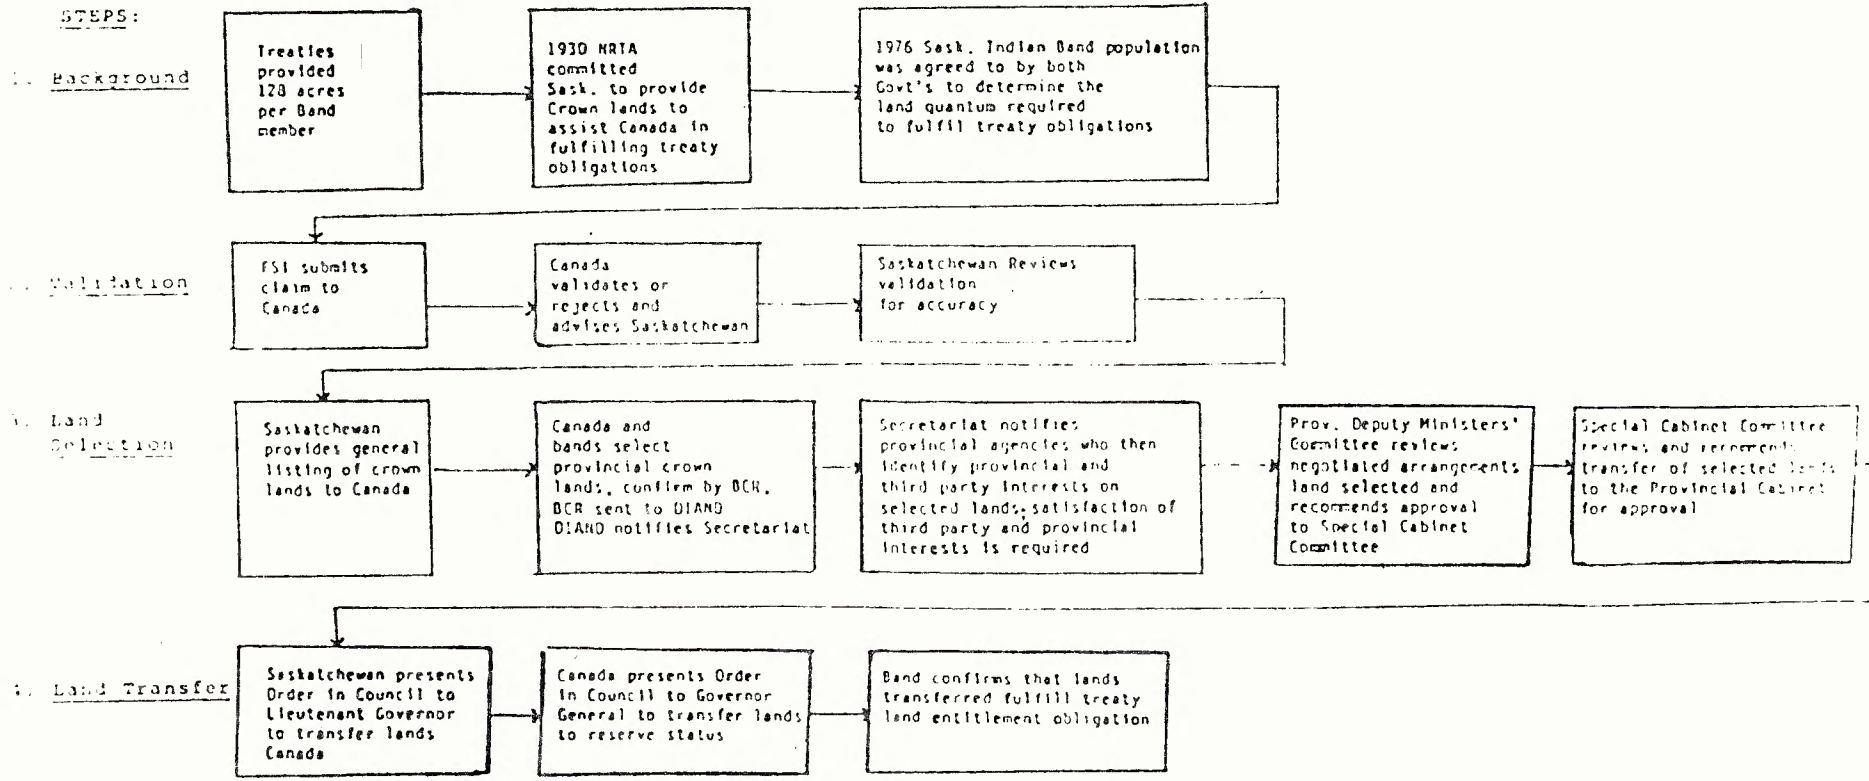 STEPS:
Background
Treaties
provided
128 acres
per Band
member
1930 NRTA
committed
Sask. to provide
Crown lands to
assist Canada in
fulfilling treaty
obligations
1976 Sask. Indian Band population
was agreed to by both
Govt's to determine the
land quantum required
to fulfil treaty obligations
Validation
FSI submits
claim to
Canada
Canada
validates or
rejects and
advises Saskatchewan
Saskatchewan Reviews
validation
for accuracy
Land
Selection
Saskatchewan
provides general
listing of crown
lands to Canada
Canada and
bands select
provincial crown
lands, confirm by BCR,
BCR sent to DIAND
DIAND notifies Secretariat
Secretariat notifies
provincial agencies who then
identify provincial and
third party interests on
selected lands; satisfaction of
third party and provincial
interests is required
Prov. Deputy Ministers'
Committee reviews
negotiated arrangements
land selected and
recommends approval
to Special Cabinet
Committee
Special Cabinet Committee
reviews and recommends
transfer of selected lands
to the Provincial Cabinet
for approval
Land Transfer
Saskatchewan presents
Order in Council to
Lieutenant Governor
to transfer lands
Canada
Canada presents Order
in Council to Governor
General to transfer lands
to reserve status
Band confirms that lands
transferred fulfill treaty
land entitlement obligation